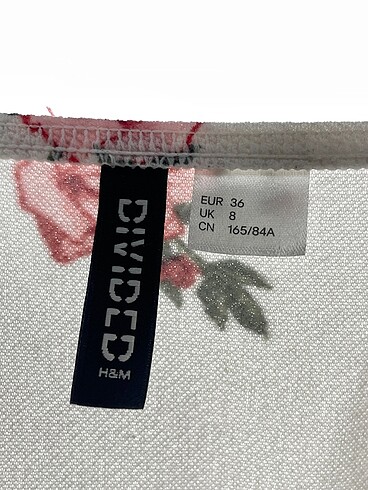 DIVIDED
H&M
EUR 36
UK 8
CN 165/84A